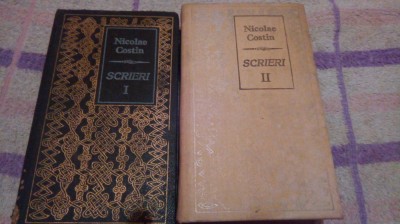 Nicolae
Costin
SCRIERI
I
Nicolae
Costin
SCRIERI
II